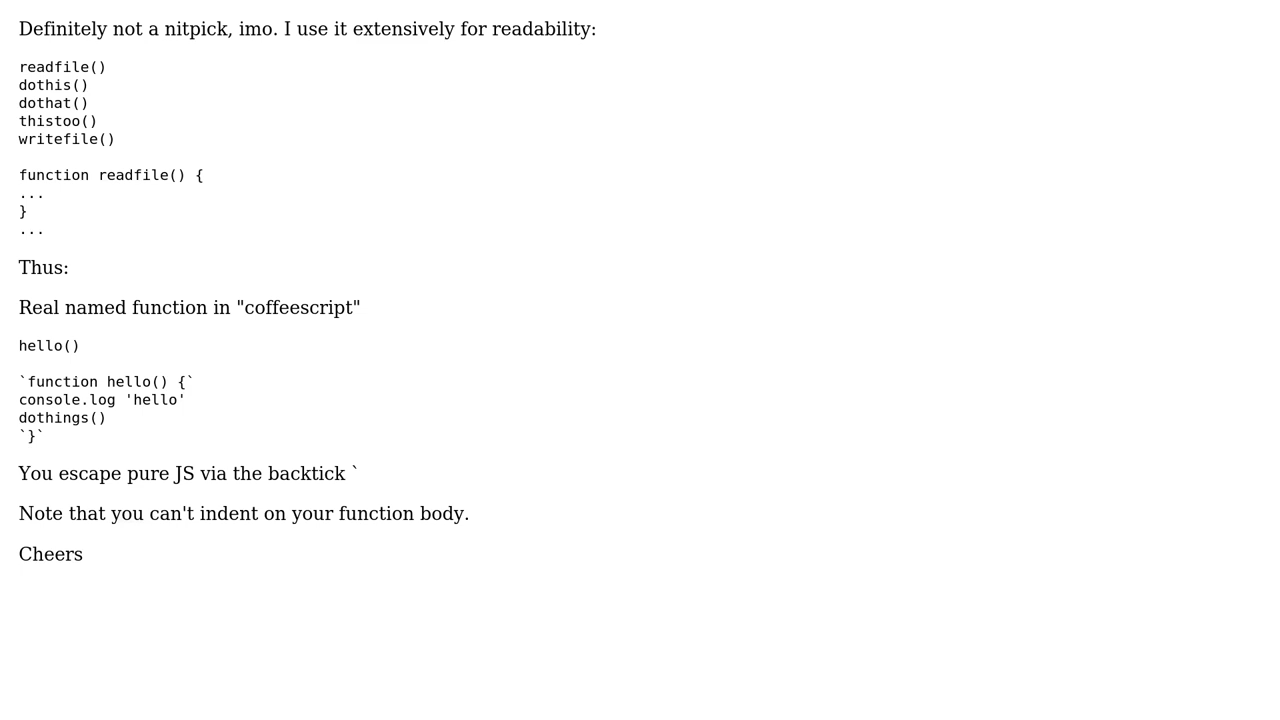 Definitely not a nitpick, imo. I use it extensively for readability:
readfile()
dothis()
dothat()
thistoo()
writefile()
function readfile() {
...
}
...
Thus:
Real named function in "coffeescript"
hello()
`function hello() {`
console.log 'hello'
dothings()
`}`
You escape pure JS via the backtick `
Note that you can't indent on your function body.
Cheers